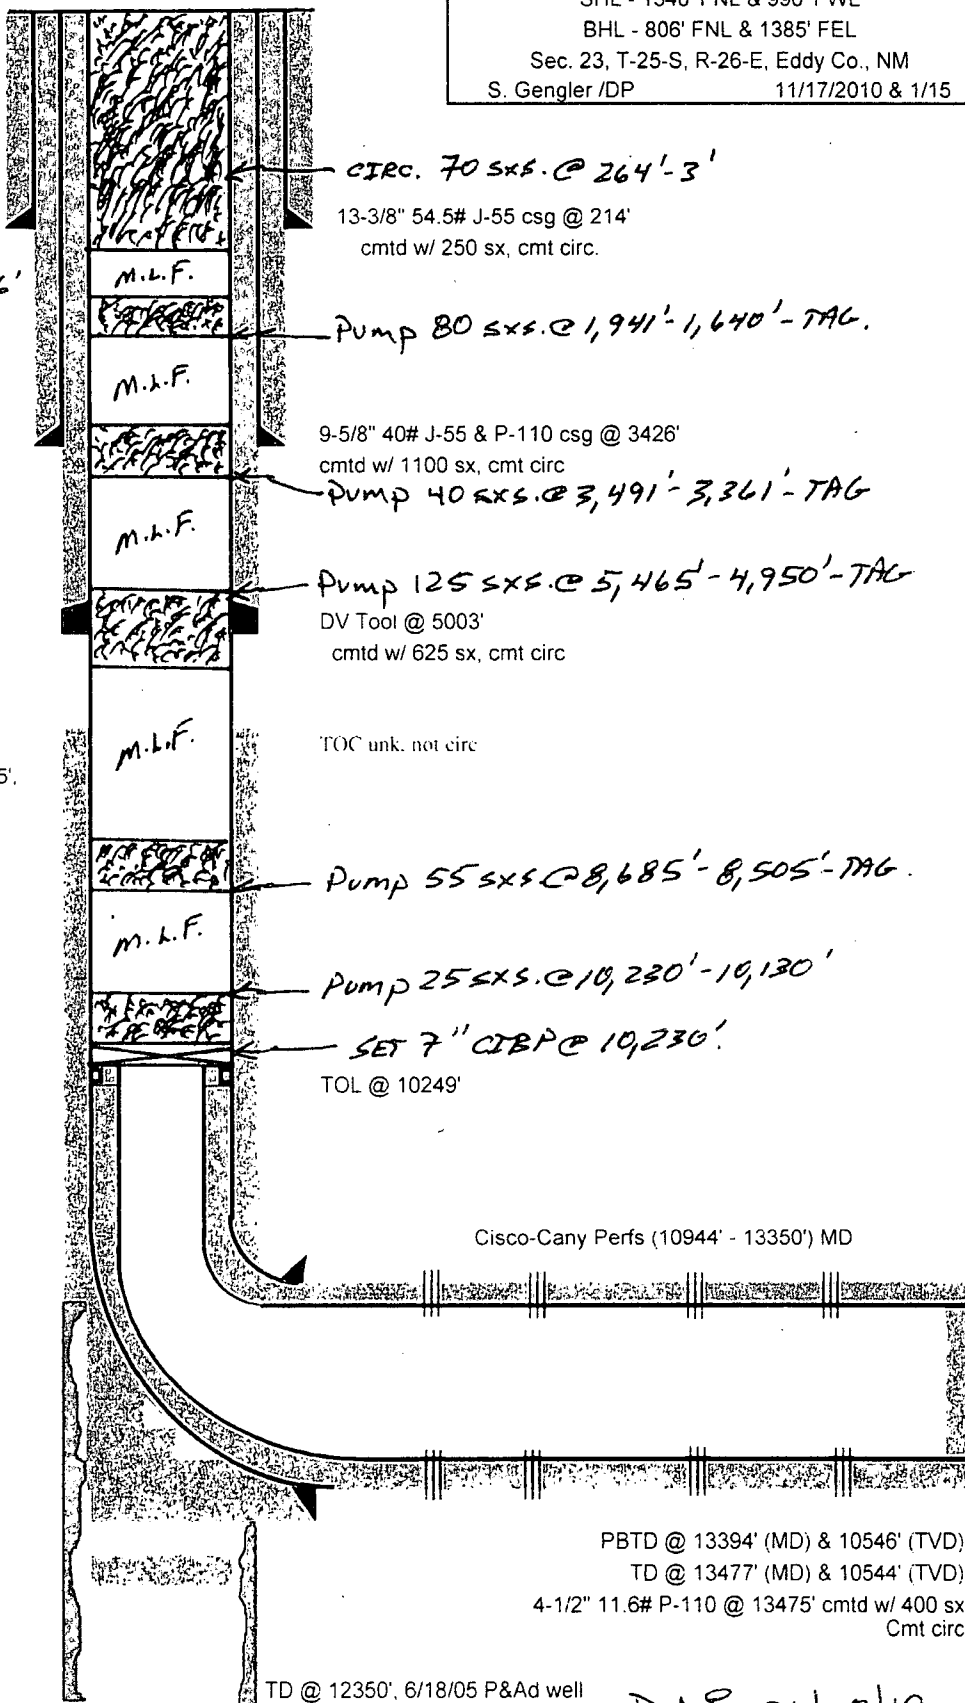 BHL - 806' FNL & 1385' FEL
Sec. 23, T-25-S, R-26-E, Eddy Co., NM
S. Gengler /DP 11/17/2010 & 1/15
CIRC. 70 SXS. @ 264'-3'
13-3/8" 54.5# J-55 csg @ 214'
cmtd w/ 250 sx, cmt circ.
M.L.F.
Pump 80 SXS. @ 1,941'-1,640'-TAG.
M.L.F.
9-5/8" 40# J-55 & P-110 csg @ 3426'
cmtd w/ 1100 sx, cmt circ
Pump 40 SXS. @ 3,491'-3,361'-TAG
M.L.F.
Pump 125 SXS. @ 5,465'-4,950'-TAG
DV Tool @ 5003'
cmtd w/ 625 sx, cmt circ
M.L.F.
TOC unk. not circ
5',
Pump 55 SXS @ 8,685'-8,505'-TAG.
M.L.F.
Pump 25 SXS. @ 10,230'-10,130'
SET 7" CIBP @ 10,230'.
TOL @ 10249'
Cisco-Cany Perfs (10944' - 13350') MD
PBTD @ 13394' (MD) & 10546' (TVD)
TD @ 13477' (MD) & 10544' (TVD)
4-1/2" 11.6# P-110 @ 13475' cmtd w/ 400 sx
Cmt circ
TD @ 12350', 6/18/05 P&Ad well